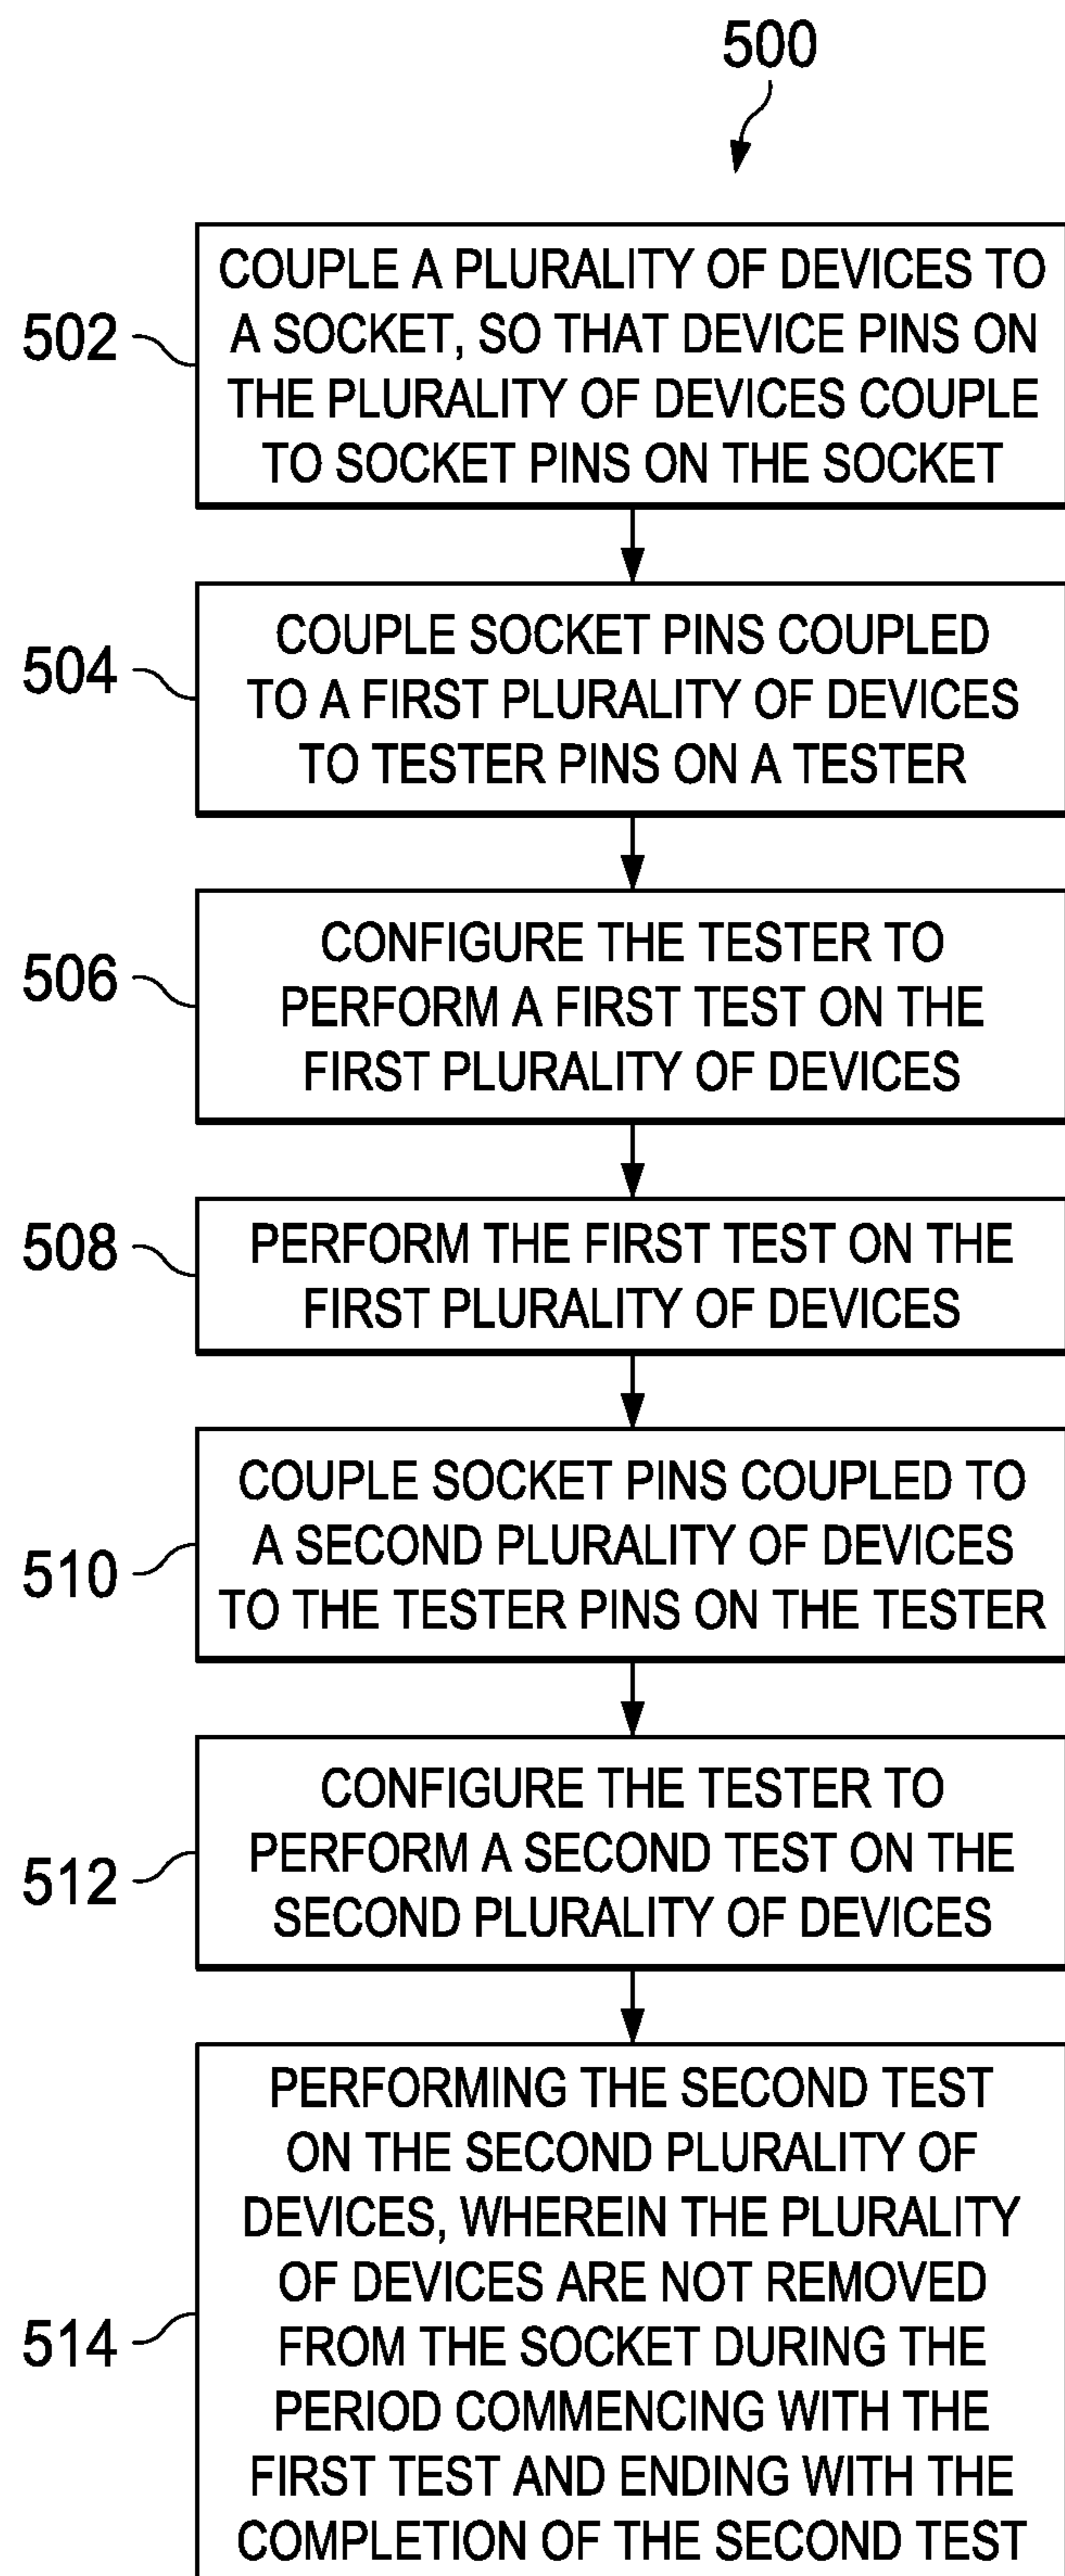 500
502
COUPLE A PLURALITY OF DEVICES TO
A SOCKET, SO THAT DEVICE PINS ON
THE PLURALITY OF DEVICES COUPLE
TO SOCKET PINS ON THE SOCKET
504
COUPLE SOCKET PINS COUPLED
TO A FIRST PLURALITY OF DEVICES
TO TESTER PINS ON A TESTER
506
CONFIGURE THE TESTER TO
PERFORM A FIRST TEST ON THE
FIRST PLURALITY OF DEVICES
508
PERFORM THE FIRST TEST ON THE
FIRST PLURALITY OF DEVICES
510
COUPLE SOCKET PINS COUPLED TO
A SECOND PLURALITY OF DEVICES
TO THE TESTER PINS ON THE TESTER
512
CONFIGURE THE TESTER TO
PERFORM A SECOND TEST ON THE
SECOND PLURALITY OF DEVICES
514
PERFORMING THE SECOND TEST
ON THE SECOND PLURALITY OF
DEVICES, WHEREIN THE PLURALITY
OF DEVICES ARE NOT REMOVED
FROM THE SOCKET DURING THE
PERIOD COMMENCING WITH THE
FIRST TEST AND ENDING WITH THE
COMPLETION OF THE SECOND TEST